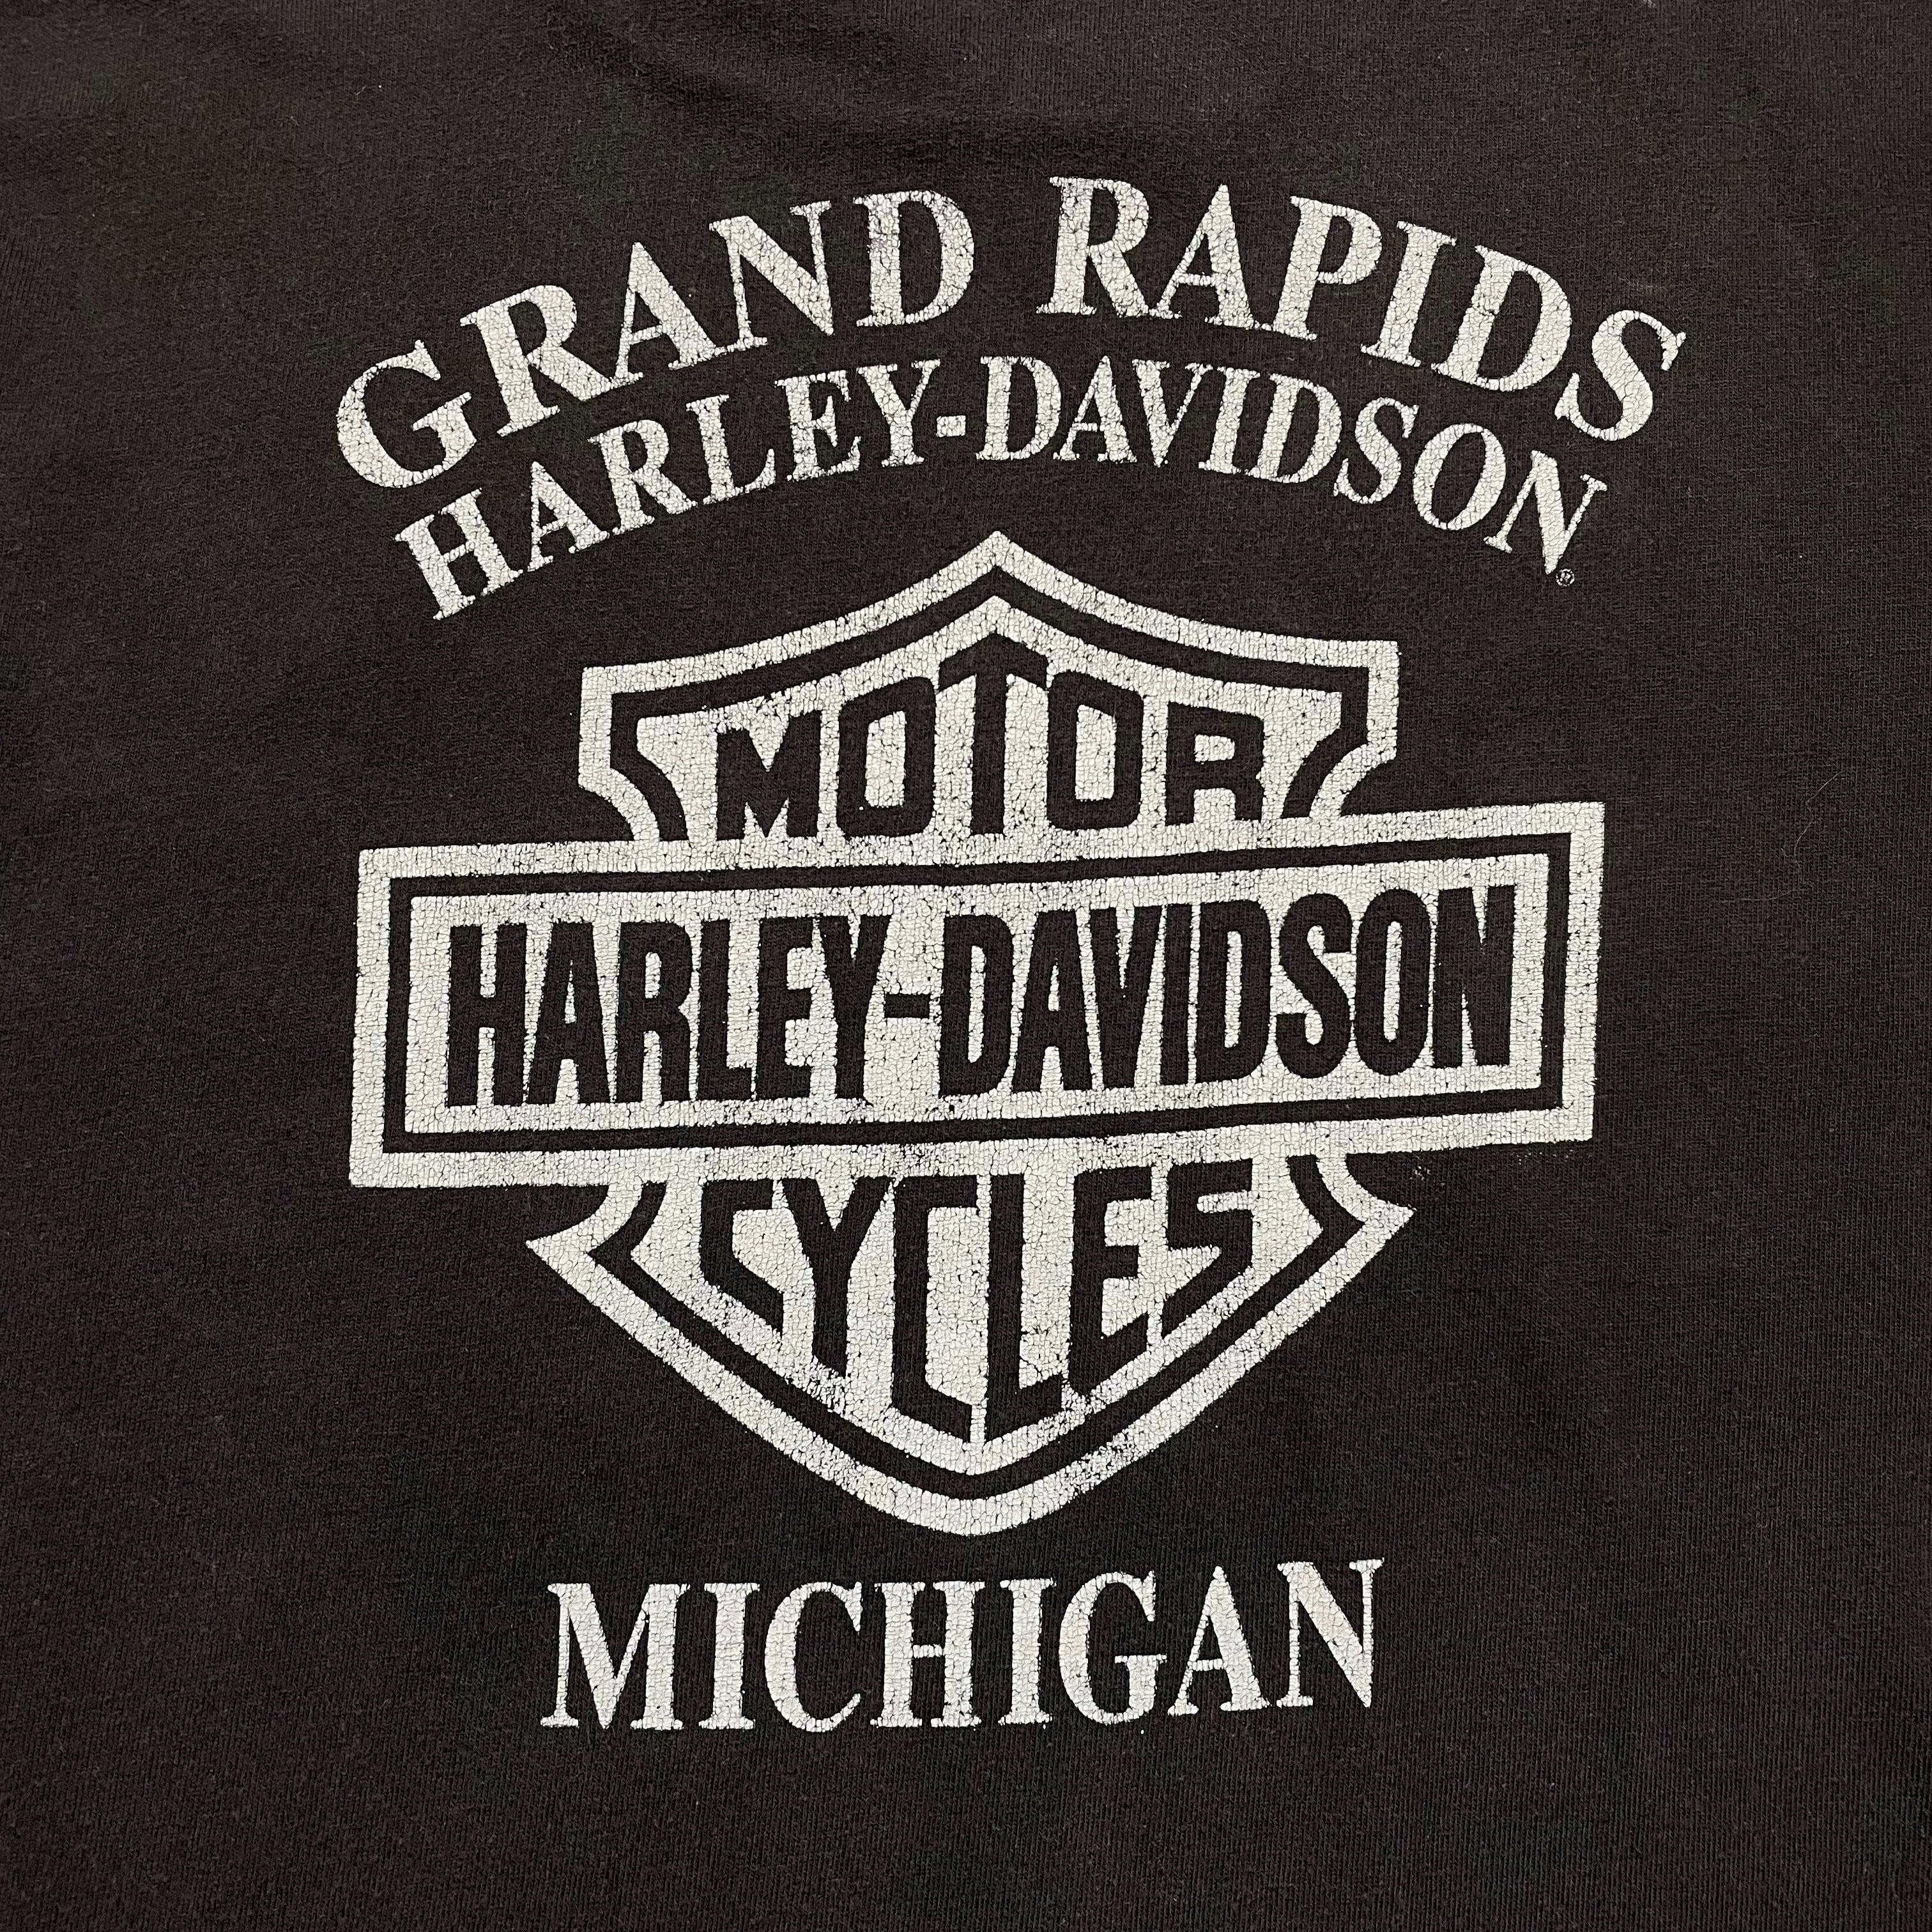 GRAND RAPIDS
HARLEY-DAVIDSON®
MOTOR
HARLEY-DAVIDSON
CYCLES
MICHIGAN